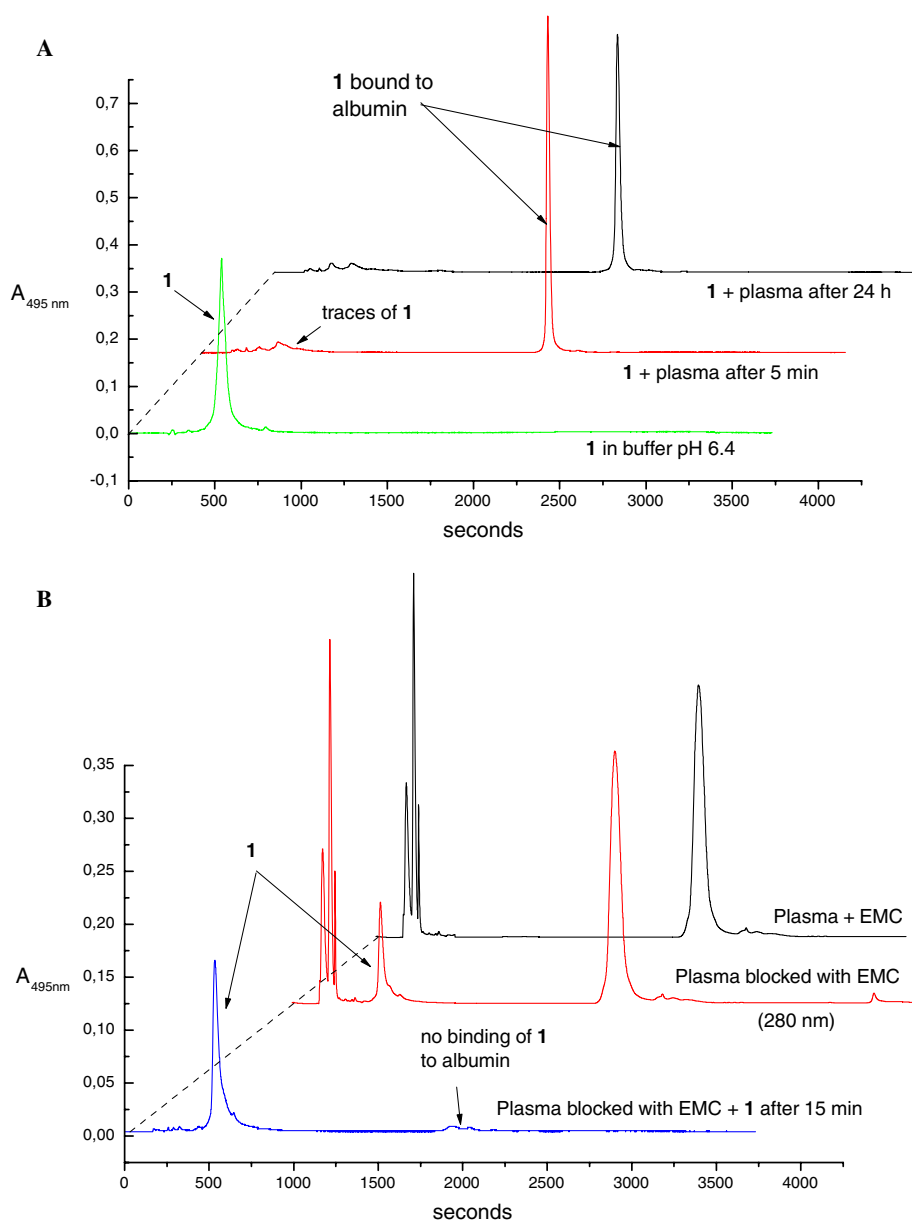 A
0,7
0,6
0,5
0,4
0,3
0,2
0,1
0,0
-0,1
A495 nm
1 bound to
albumin
1
traces of 1
1 + plasma after 24 h
1 + plasma after 5 min
1 in buffer pH 6.4
0 500 1000 1500 2000 2500 3000 3500 4000
seconds
B
0,35
0,30
0,25
0,20
0,15
0,10
0,05
0,00
A495nm
1
Plasma + EMC
Plasma blocked with EMC
(280 nm)
no binding of 1
to albumin
Plasma blocked with EMC + 1 after 15 min
0 500 1000 1500 2000 2500 3000 3500 4000
seconds